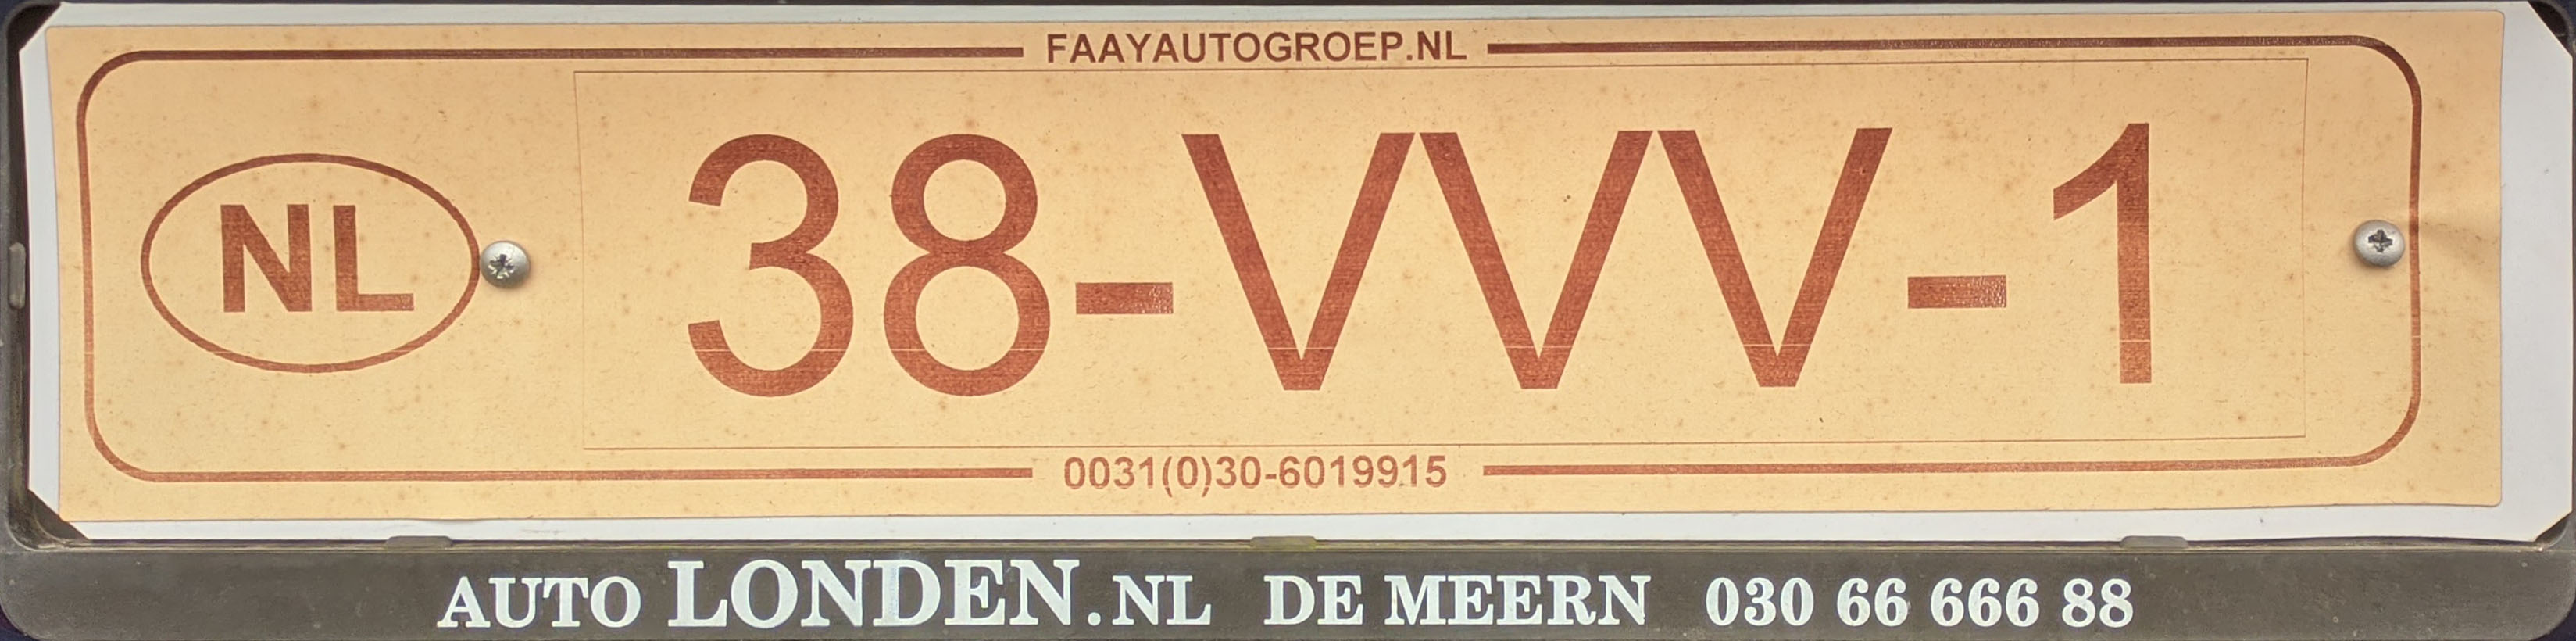 FAAYAUTOGROEP.NL
NL 38-VVV-1
0031(0)30-6019915
AUTO LONDEN.NL DE MEERN 030 66 666 88